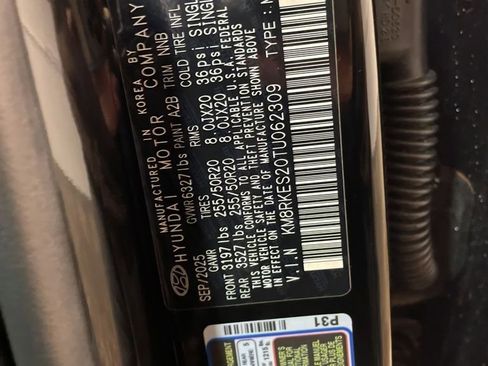 MANUFACTURED IN KOREA BY
HYUNDAI MOTOR COMPANY
SEP/2025 GVWR 6327 lbs PAINT A2B TRIM NNB
GAWR TIRES RIMS COLD TIRE INFL
FRONT 3197 lbs 255/50R20 8.0JX20 36psi SINGL
REAR 3527 lbs 255/50R20 8.0JX20 36psi SINGL
THIS VEHICLE CONFORMS TO ALL APPLICABLE U.S.A. FEDERAL
MOTOR VEHICLE SAFETY AND THEFT PREVENTION STANDARDS
IN EFFECT ON THE DATE OF MANUFACTURE SHOWN ABOVE
V.I.N : KM8RKES20TU062309 TYPE :
P31